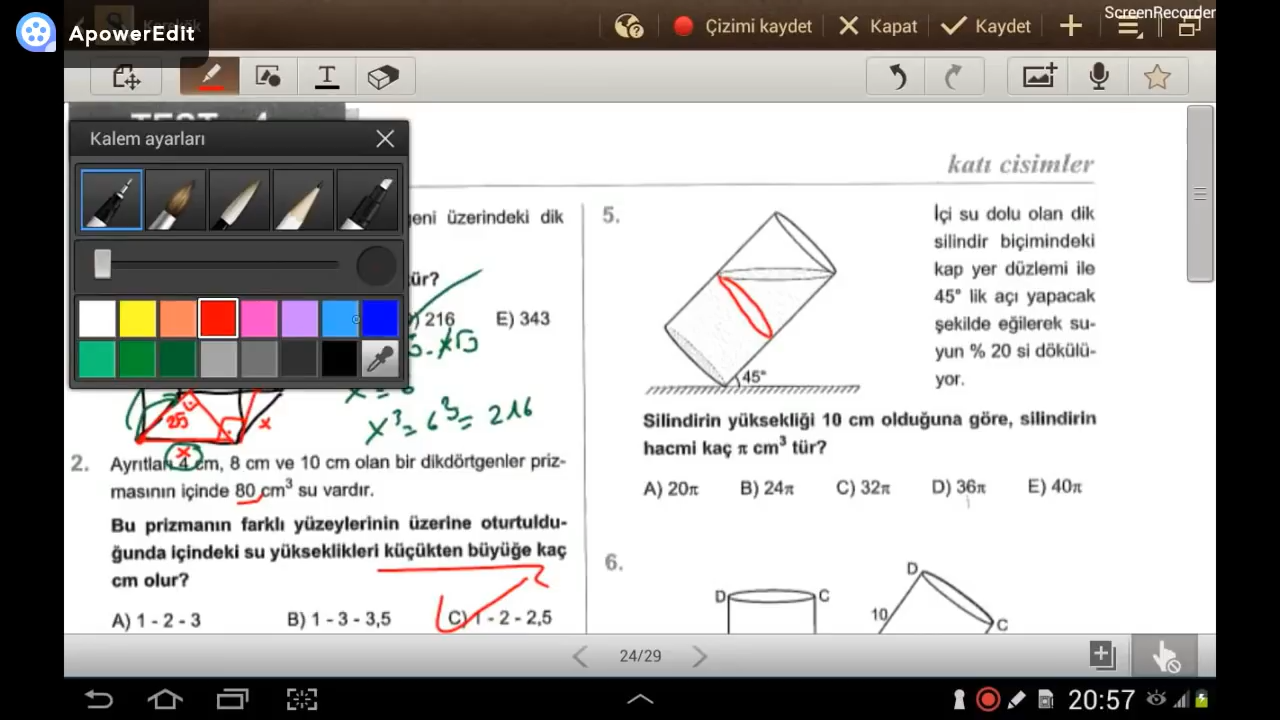 ScreenRecorder
ApowerEdit
Çizimi kaydet
Kapat
Kaydet
T
Kalem ayarları
katı cisimler
geni üzerindeki dik
ür?
216 E) 343
x³ = 6³ = 216
25
x
x
2. Ayrıtları 4 cm, 8 cm ve 10 cm olan bir dikdörtgenler priz-
masının içinde 80 cm³ su vardır.
Bu prizmanın farklı yüzeylerinin üzerine oturtuldu-
ğunda içindeki su yükseklikleri küçükten büyüğe kaç
cm olur?
A) 1 - 2 - 3 B) 1 - 3 - 3,5 C) 1 - 2 - 2,5
5.
İçi su dolu olan dik
silindir biçimindeki
kap yer düzlemi ile
45° lik açı yapacak
şekilde eğilerek su-
yun % 20 si dökülü-
yor.
45°
Silindirin yüksekliği 10 cm olduğuna göre, silindirin
hacmi kaç π cm³ tür?
A) 20π B) 24π C) 32π D) 36π E) 40π
6.
D C
D
10
C
24/29
20:57